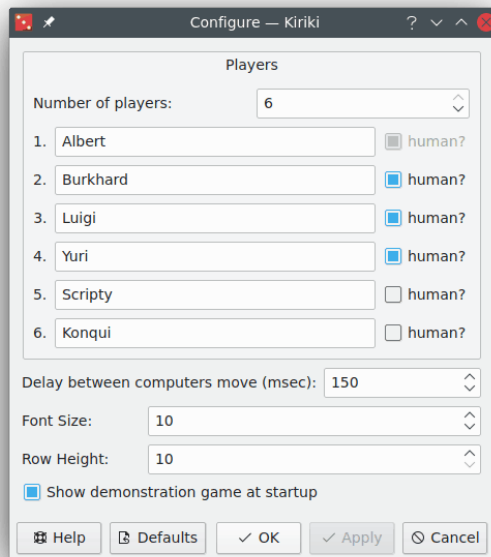 Configure — Kiriki
Players
Number of players: 6
1. Albert human?
2. Burkhard human?
3. Luigi human?
4. Yuri human?
5. Scripty human?
6. Konqui human?
Delay between computers move (msec): 150
Font Size: 10
Row Height: 10
Show demonstration game at startup
Help Defaults OK Apply Cancel